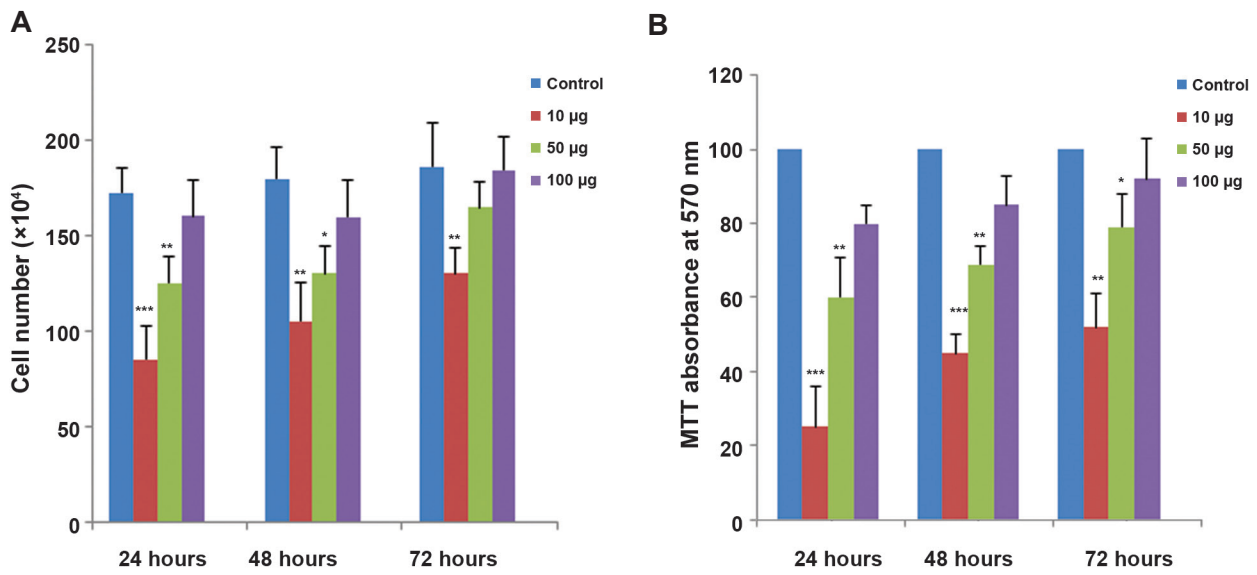 A
Cell number (×10⁴)
250
200
150
100
50
0
***
**
**
*
**
24 hours
48 hours
72 hours
Control
10 µg
50 µg
100 µg
B
MTT absorbance at 570 nm
120
100
80
60
40
20
0
***
**
***
**
**
*
24 hours
48 hours
72 hours
Control
10 µg
50 µg
100 µg